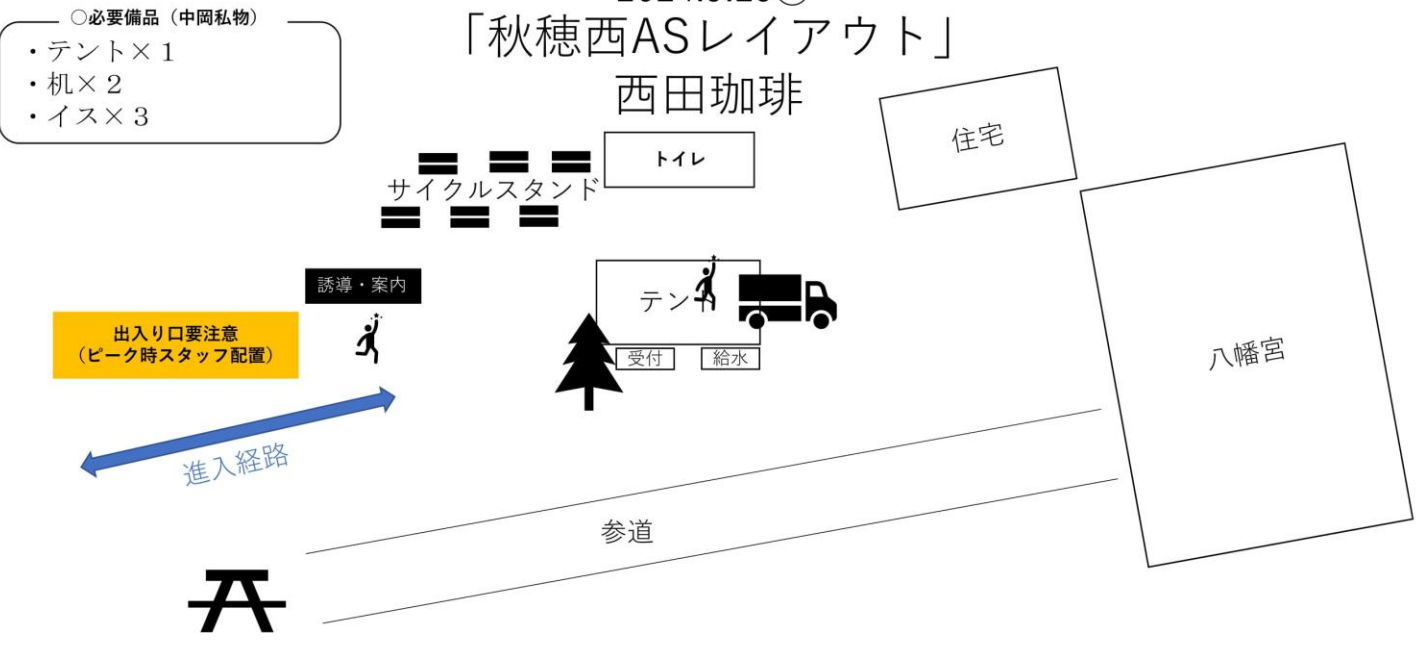 ○必要備品（中岡私物）
・テント×１
・机×２
・イス×３
「秋穂西ASレイアウト」
西田珈琲
住宅
トイレ
サイクルスタンド
誘導・案内
テント
出入り口要注意
（ピーク時スタッフ配置）
受付
給水
八幡宮
進入経路
参道